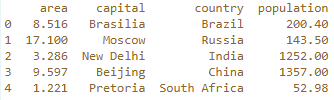 area capital country population
0 8.516 Brasilia Brazil 200.40
1 17.100 Moscow Russia 143.50
2 3.286 New Delhi India 1252.00
3 9.597 Beijing China 1357.00
4 1.221 Pretoria South Africa 52.98